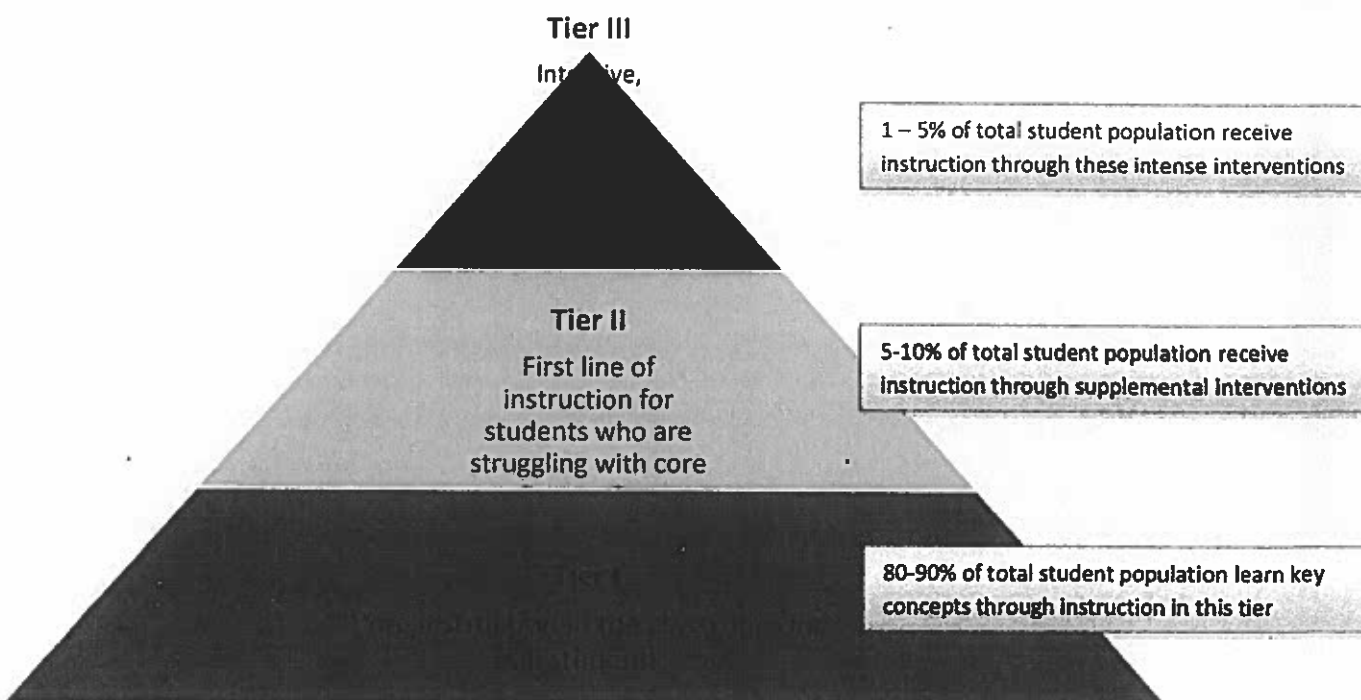 Tier III
1 – 5% of total student population receive
instruction through these intense interventions
Tier II
First line of
instruction for
students who are
struggling with core
5-10% of total student population receive
instruction through supplemental interventions
Tier I
80-90% of total student population learn key
concepts through instruction in this tier